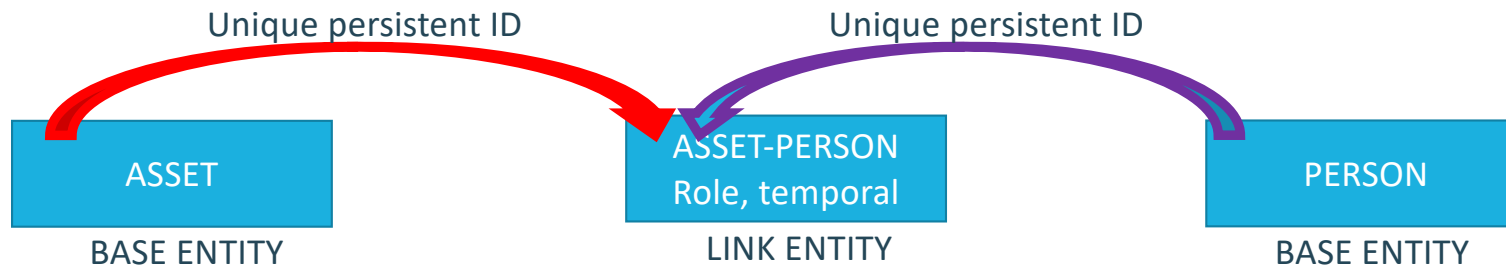 Unique persistent ID
Unique persistent ID
ASSET
ASSET-PERSON
Role, temporal
PERSON
BASE ENTITY
LINK ENTITY
BASE ENTITY